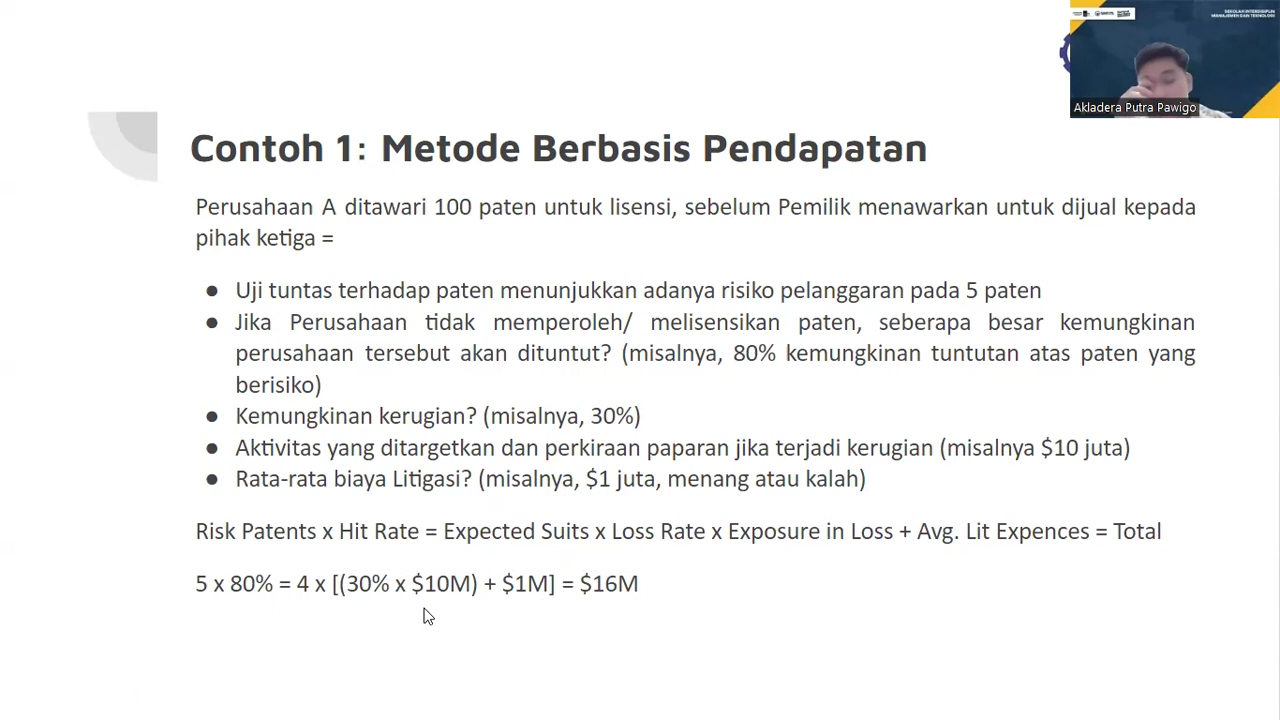 SEKOLAH INTERDISIPLIN
MANAJEMEN DAN TEKNOLOGI
Akladera Putra Pawigo
Contoh 1: Metode Berbasis Pendapatan
Perusahaan A ditawari 100 paten untuk lisensi, sebelum Pemilik menawarkan untuk dijual kepada
pihak ketiga =
● Uji tuntas terhadap paten menunjukkan adanya risiko pelanggaran pada 5 paten
● Jika Perusahaan tidak memperoleh/ melisensikan paten, seberapa besar kemungkinan
perusahaan tersebut akan dituntut? (misalnya, 80% kemungkinan tuntutan atas paten yang
berisiko)
● Kemungkinan kerugian? (misalnya, 30%)
● Aktivitas yang ditargetkan dan perkiraan paparan jika terjadi kerugian (misalnya $10 juta)
● Rata-rata biaya Litigasi? (misalnya, $1 juta, menang atau kalah)
Risk Patents x Hit Rate = Expected Suits x Loss Rate x Exposure in Loss + Avg. Lit Expences = Total
5 x 80% = 4 x [(30% x $10M) + $1M] = $16M